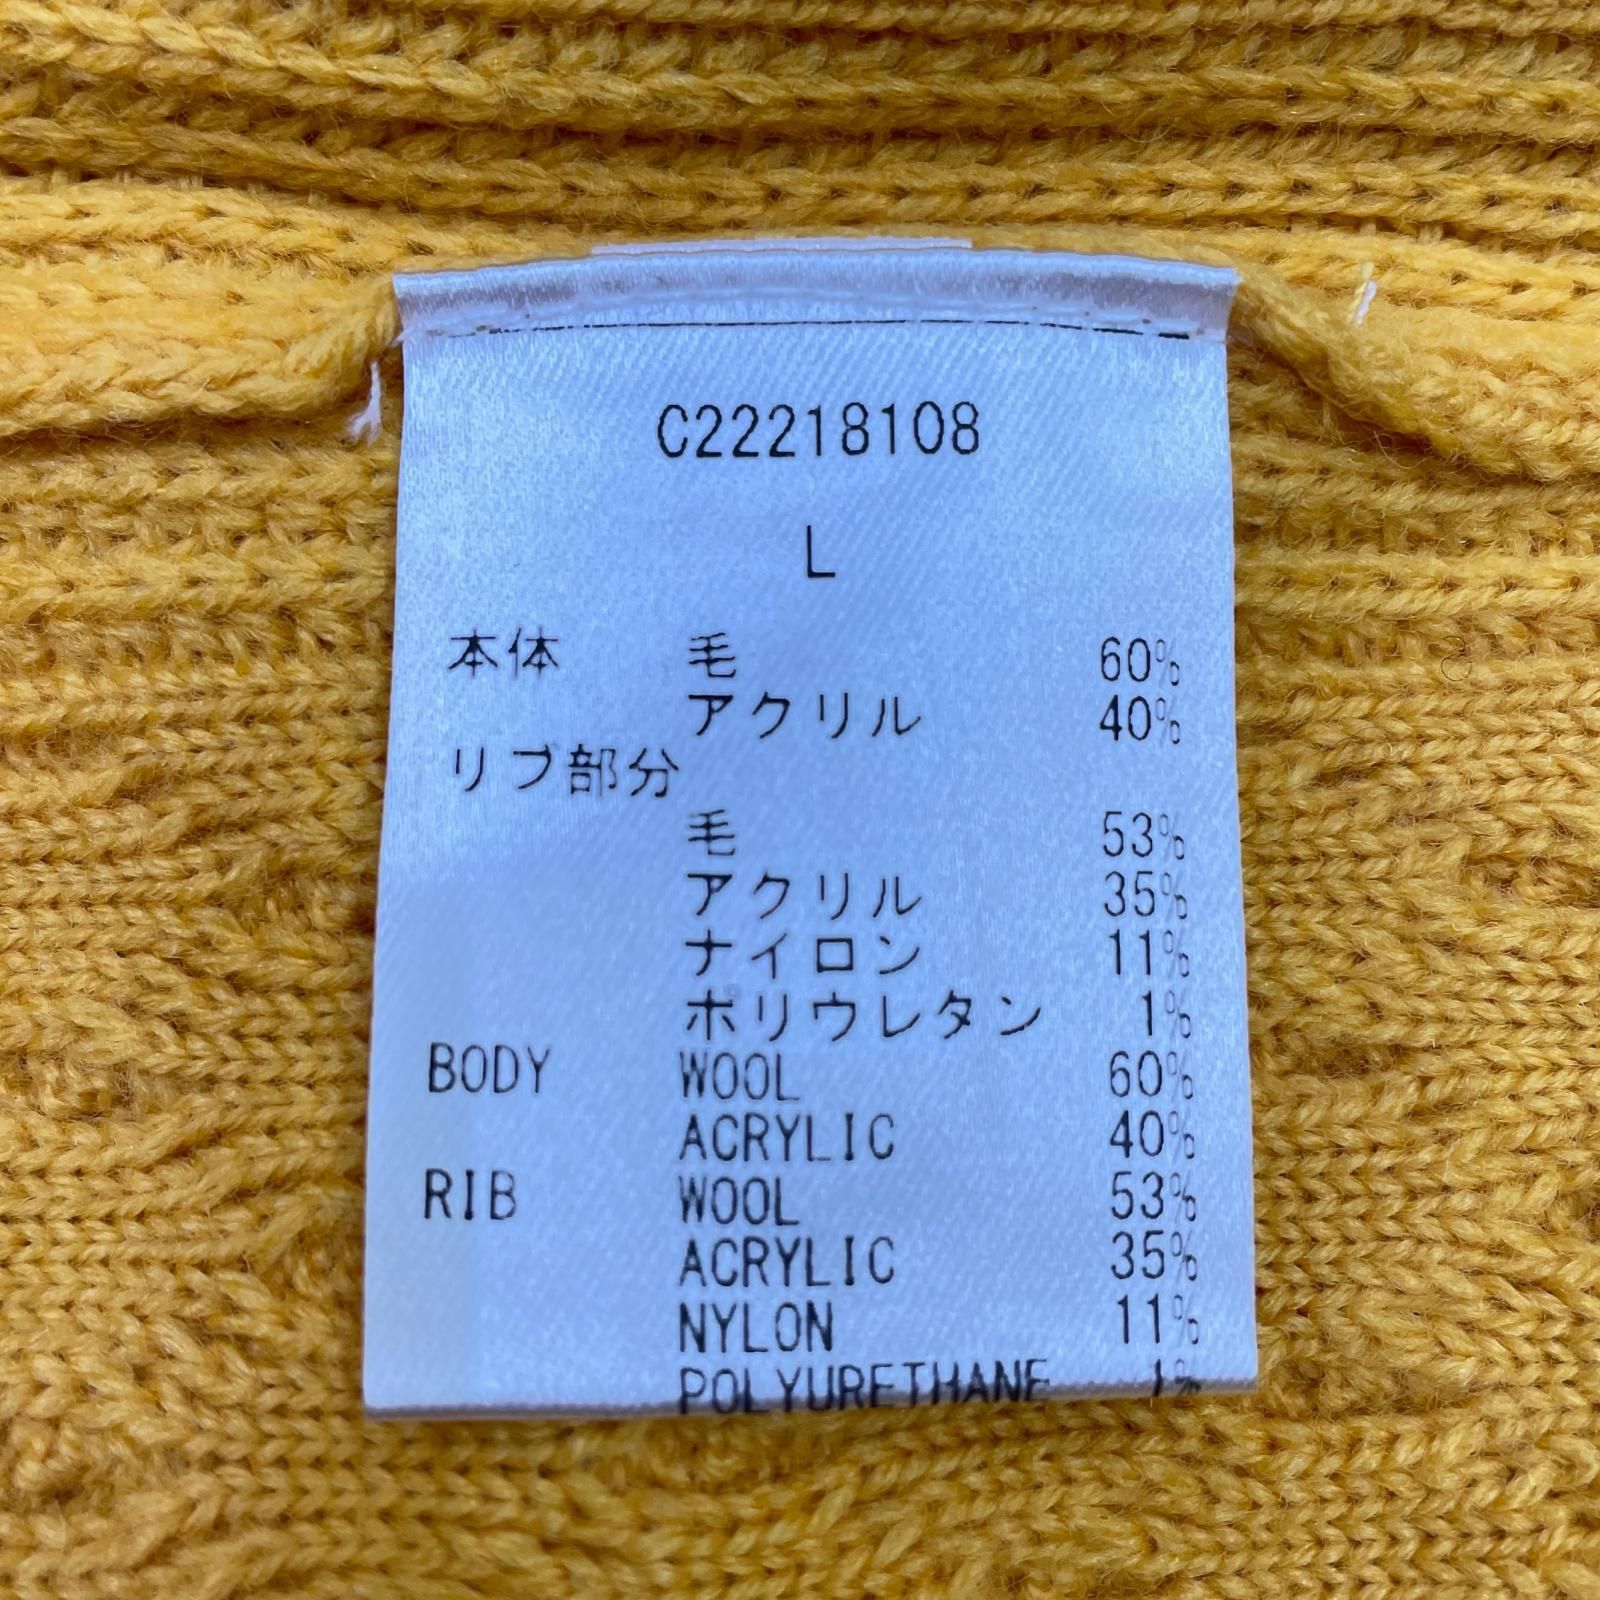 C22218108
L
本体 毛 60%
アクリル 40%
リブ部分
毛 53%
アクリル 35%
ナイロン 11%
ポリウレタン 1%
BODY WOOL 60%
ACRYLIC 40%
RIB WOOL 53%
ACRYLIC 35%
NYLON 11%
POLYURETHANE 1%